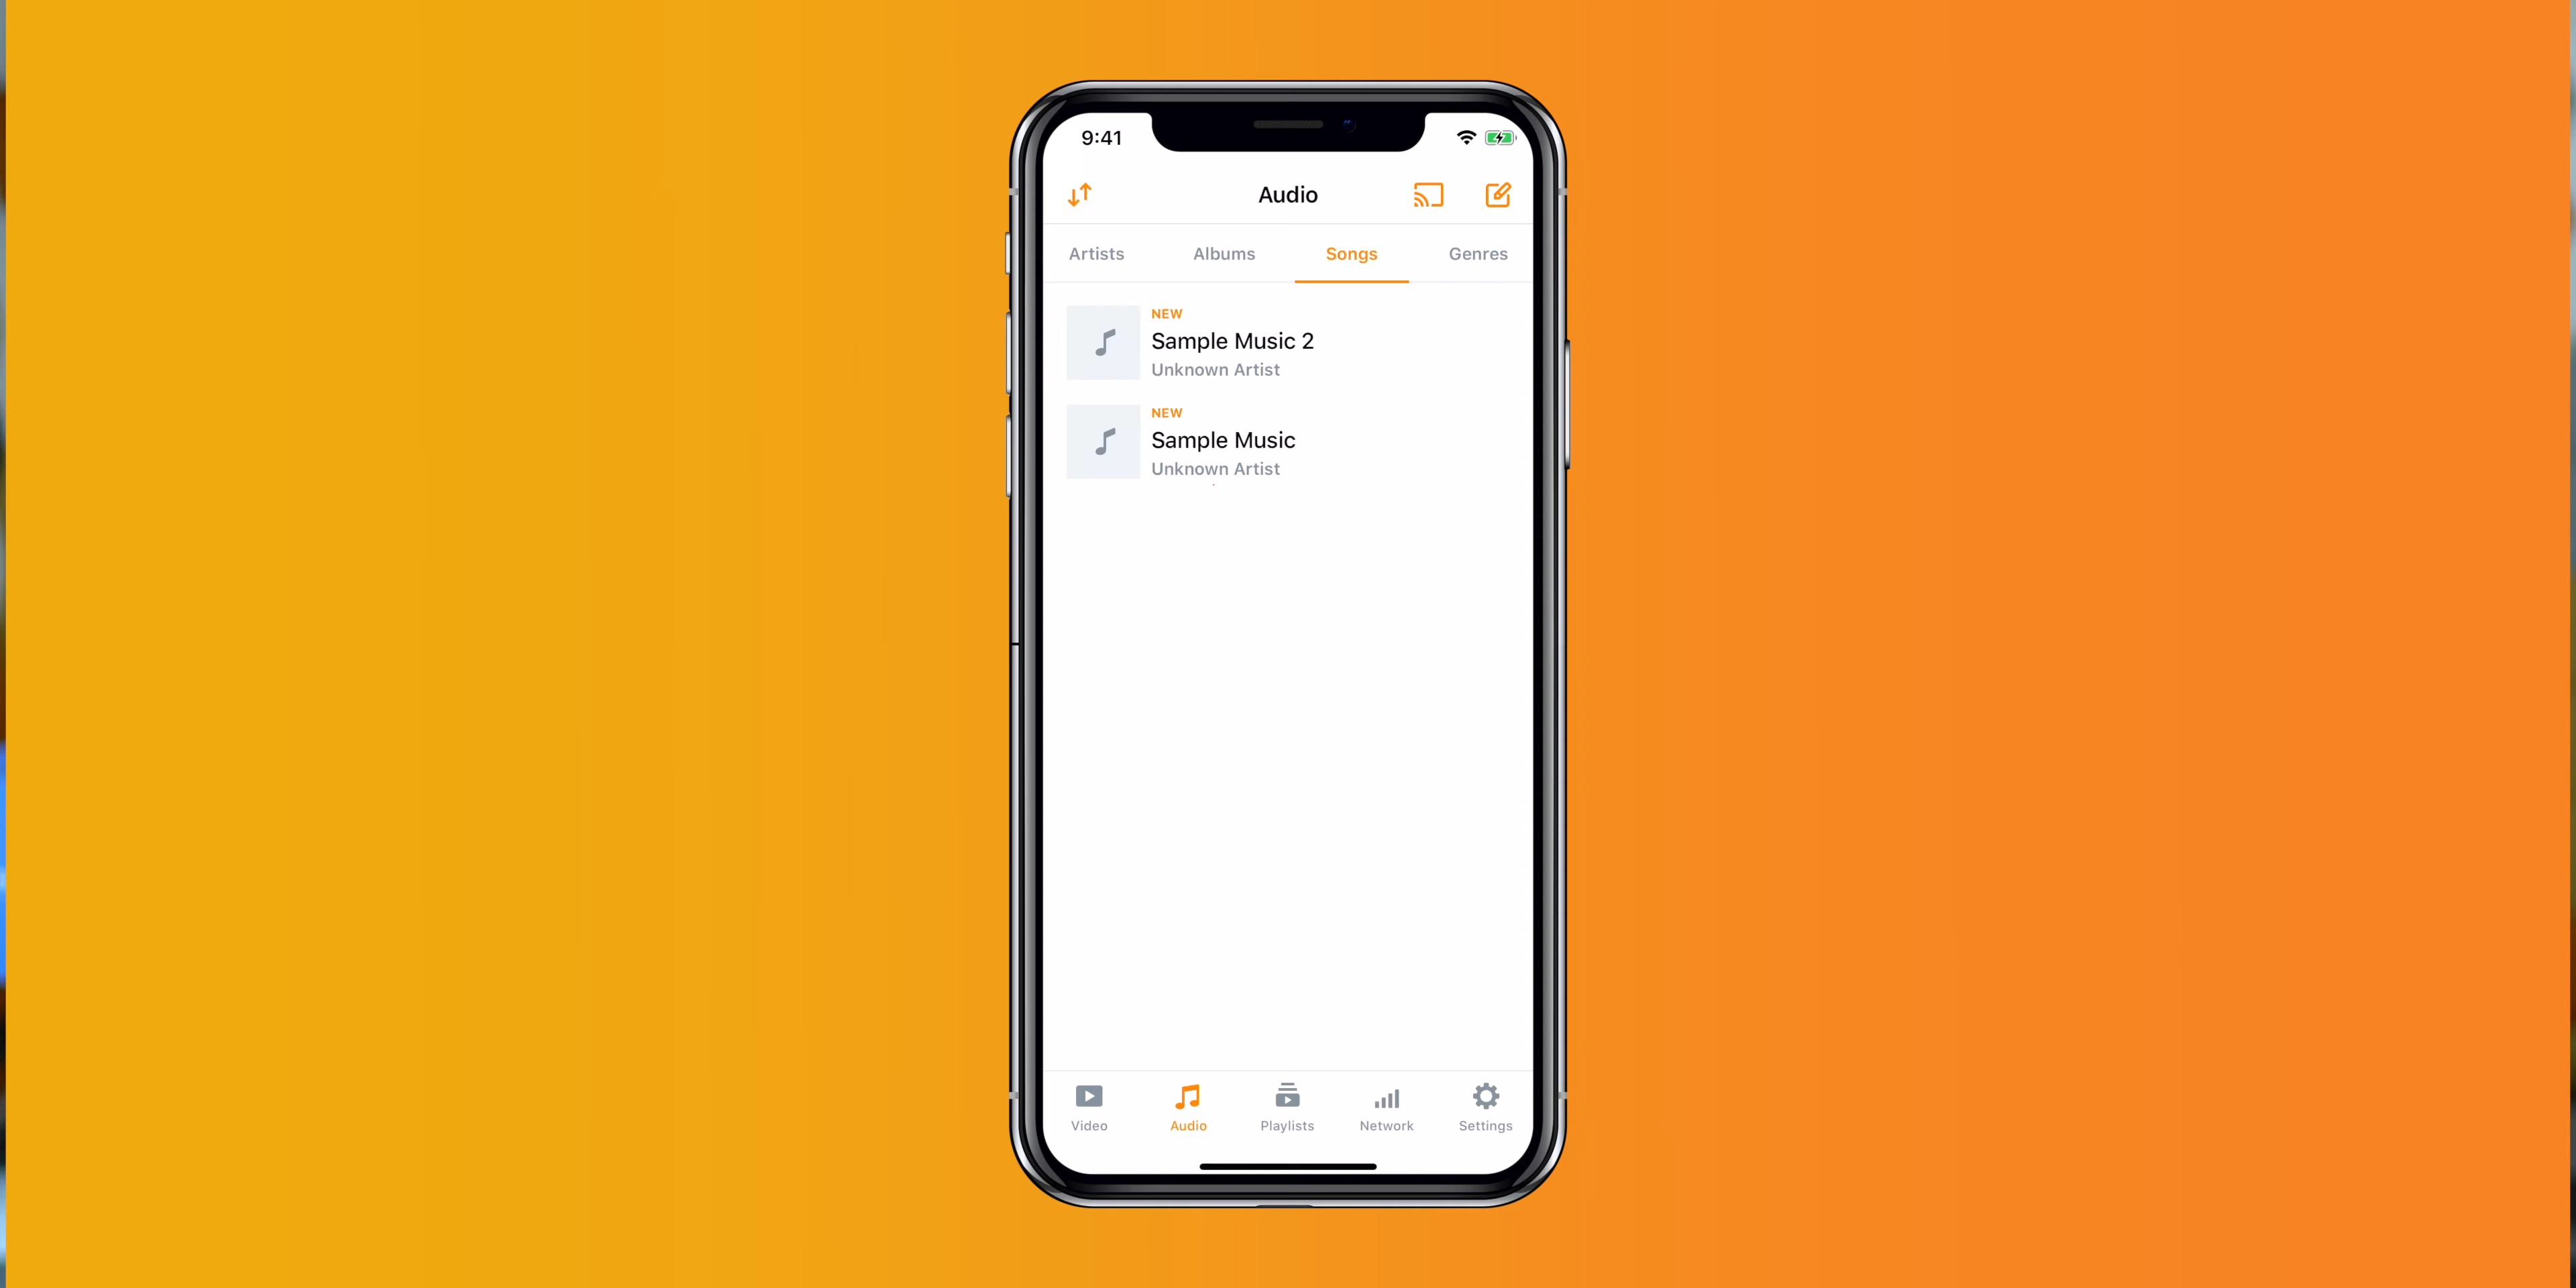 9:41
Audio
Artists Albums Songs Genres
NEW
Sample Music 2
Unknown Artist
NEW
Sample Music
Unknown Artist
Video Audio Playlists Network Settings